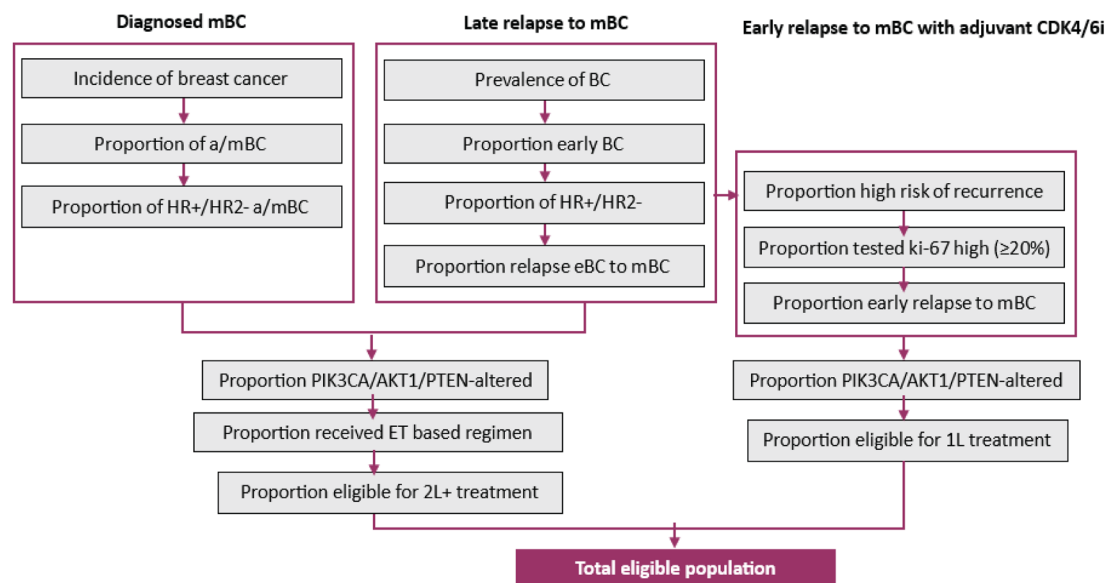 Diagnosed mBC
Incidence of breast cancer
Proportion of a/mBC
Proportion of HR+/HR2- a/mBC
Late relapse to mBC
Prevalence of BC
Proportion early BC
Proportion of HR+/HR2-
Proportion relapse eBC to mBC
Early relapse to mBC with adjuvant CDK4/6i
Proportion high risk of recurrence
Proportion tested ki-67 high (≥20%)
Proportion early relapse to mBC
Proportion PIK3CA/AKT1/PTEN-altered
Proportion received ET based regimen
Proportion eligible for 2L+ treatment
Proportion PIK3CA/AKT1/PTEN-altered
Proportion eligible for 1L treatment
Total eligible population